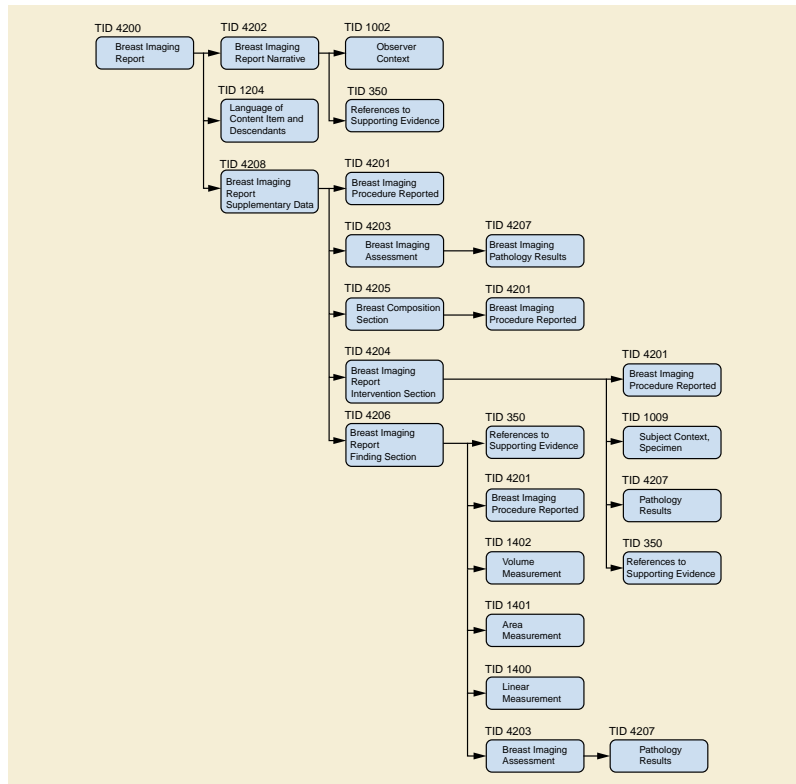 TID 4200
Breast Imaging
Report
TID 4202
Breast Imaging
Report Narrative
TID 1002
Observer
Context
TID 1204
Language of
Content Item and
Descendants
TID 350
References to
Supporting Evidence
TID 4208
Breast Imaging
Report
Supplementary Data
TID 4201
Breast Imaging
Procedure Reported
TID 4203
Breast Imaging
Assessment
TID 4207
Breast Imaging
Pathology Results
TID 4205
Breast Composition
Section
TID 4201
Breast Imaging
Procedure Reported
TID 4204
Breast Imaging
Report
Intervention Section
TID 4201
Breast Imaging
Procedure Reported
TID 4206
Breast Imaging
Report
Finding Section
TID 350
References to
Supporting Evidence
TID 1009
Subject Context,
Specimen
TID 4201
Breast Imaging
Procedure Reported
TID 4207
Pathology
Results
TID 1402
Volume
Measurement
TID 350
References to
Supporting Evidence
TID 1401
Area
Measurement
TID 1400
Linear
Measurement
TID 4203
Breast Imaging
Assessment
TID 4207
Pathology
Results